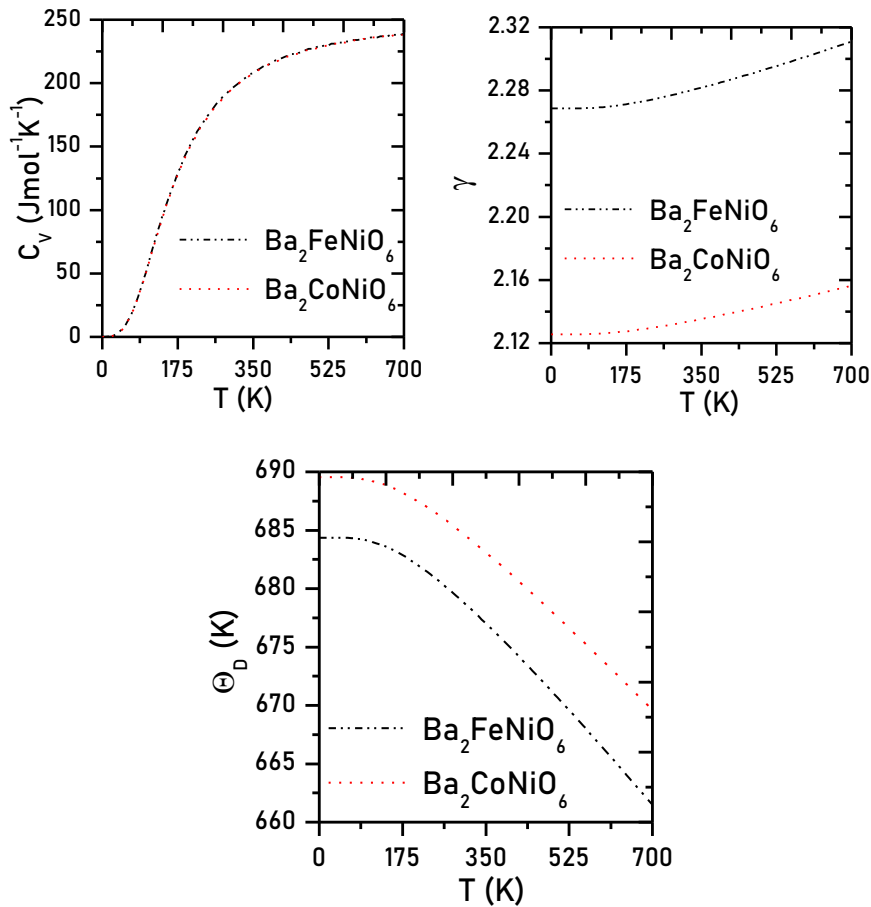 250
200
150
100
50
0
C_V (Jmol⁻¹K⁻¹)
Ba₂FeNiO₆
Ba₂CoNiO₆
0 175 350 525 700
T (K)
2.32
2.28
2.24
2.20
2.16
2.12
γ
Ba₂FeNiO₆
Ba₂CoNiO₆
0 175 350 525 700
T (K)
690
685
680
675
670
665
660
Θ_D (K)
Ba₂FeNiO₆
Ba₂CoNiO₆
0 175 350 525 700
T (K)